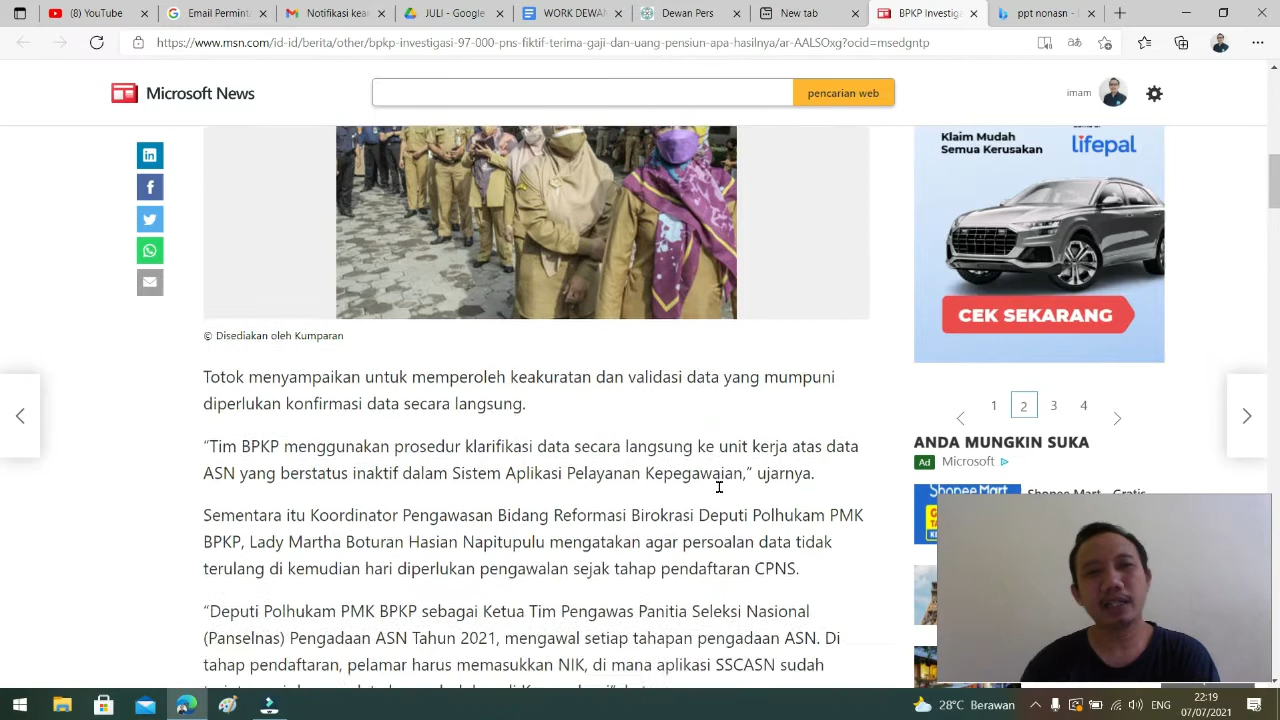 YouTube
Email Permint
Notifikasi kea
JULI - Google
WORK DEWAN
Dewan Pers
New tab
BPKP Investig
ppt nonasn -
https://www.msn.com/id-id/berita/other/bpkp-investigasi-97-000-pns-fiktif-terima-gaji-dan-uang-pensiun-apa-hasilnya/ar-AALSOxg?ocid=msedgntp
Microsoft News
pencarian web
imam
Klaim Mudah
Semua Kerusakan
lifepal
CEK SEKARANG
© Disediakan oleh Kumparan
Totok menyampaikan untuk memperoleh keakuratan dan validasi data yang mumpuni
diperlukan konfirmasi data secara langsung.
“Tim BPKP menggunakan prosedur klarifikasi data secara langsung ke unit kerja atas data
ASN yang berstatus inaktif dalam Sistem Aplikasi Pelayanan Kepegawaian,” ujarnya.
Sementara itu Koordinator Pengawasan Bidang Reformasi Birokrasi Deputi Polhukam PMK
BPKP, Lady Martha Boturan Hasian Napitupulu mengatakan agar persoalan data tidak
terulang di kemudian hari diperlukan pengawalan sejak tahap pendaftaran CPNS.
“Deputi Polhukam PMK BPKP sebagai Ketua Tim Pengawas Panitia Seleksi Nasional
(Panselnas) Pengadaan ASN Tahun 2021, mengawal setiap tahapan pengadaan ASN. Di
tahap pendaftaran, pelamar harus memasukkan NIK, di mana aplikasi SSCASN sudah
1 2 3 4
ANDA MUNGKIN SUKA
Ad Microsoft
Shopee Mart
Shopee Mart - Gratis
28°C Berawan
ENG
22:19
07/07/2021